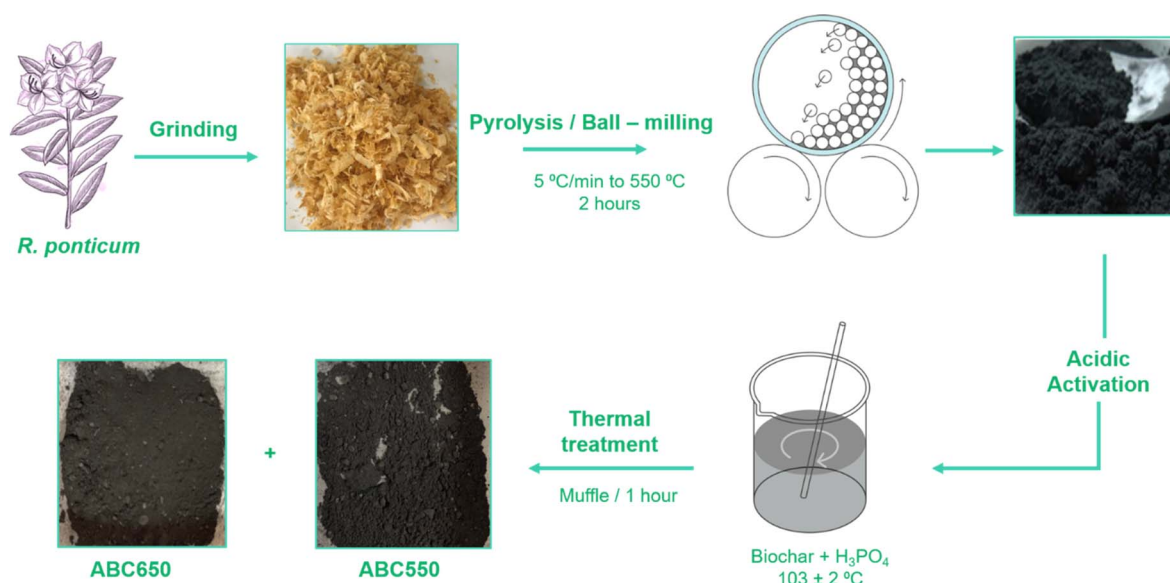 R. ponticum
Grinding
Pyrolysis / Ball – milling
5 ºC/min to 550 ºC
2 hours
Acidic
Activation
Biochar + H₃PO₄
103 ± 2 ºC
Thermal
treatment
Muffle / 1 hour
ABC550
+
ABC650